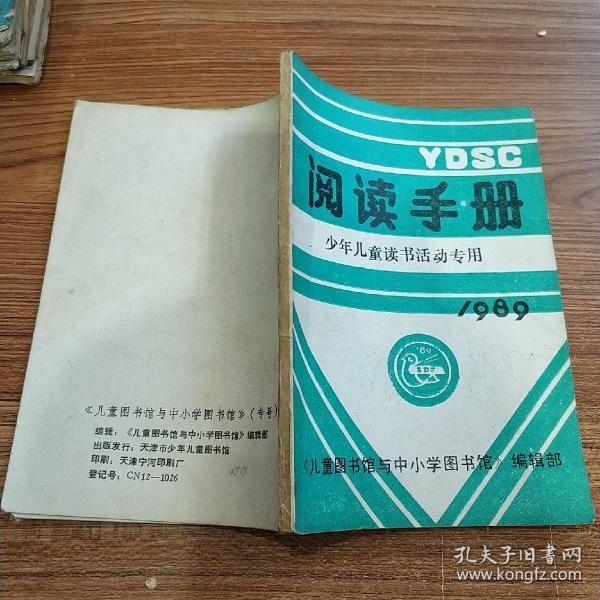 YDSC
阅读手册
少年儿童读书活动专用
1989
'89
《儿童图书馆与中小学图书馆》编辑部
《儿童图书馆与中小学图书馆》(专号)
编辑:《儿童图书馆与中小学图书馆》编辑部
出版发行:天津市少年儿童图书馆
印刷:天津宁河印刷厂
登记号:CN12—1026
孔夫子旧书网
www.kongfz.com